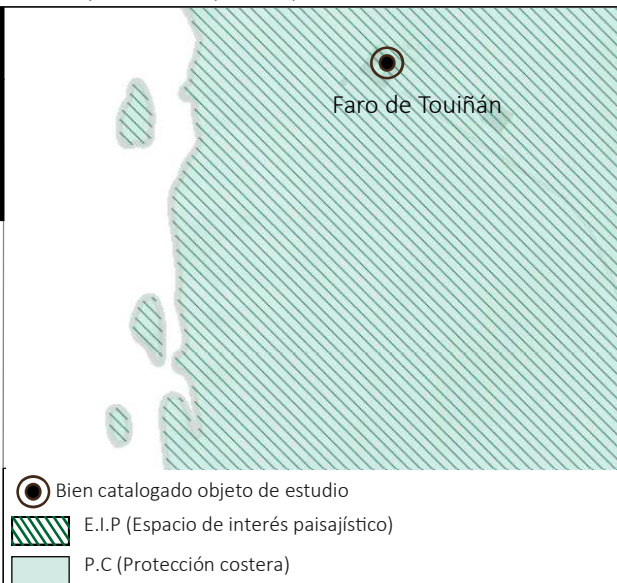 Faro de Touiñán
Bien catalogado objeto de estudio
E.I.P (Espacio de interés paisajístico)
P.C (Protección costera)